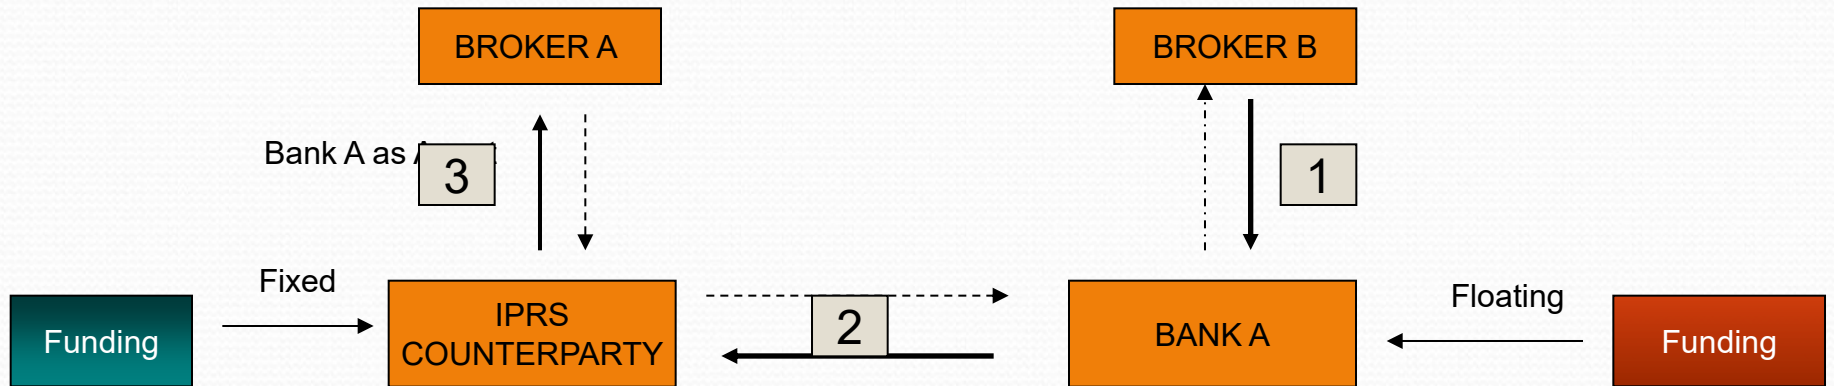 BROKER A
BROKER B
Bank A as
3
1
Fixed
Floating
Funding
IPRS
COUNTERPARTY
2
BANK A
Funding